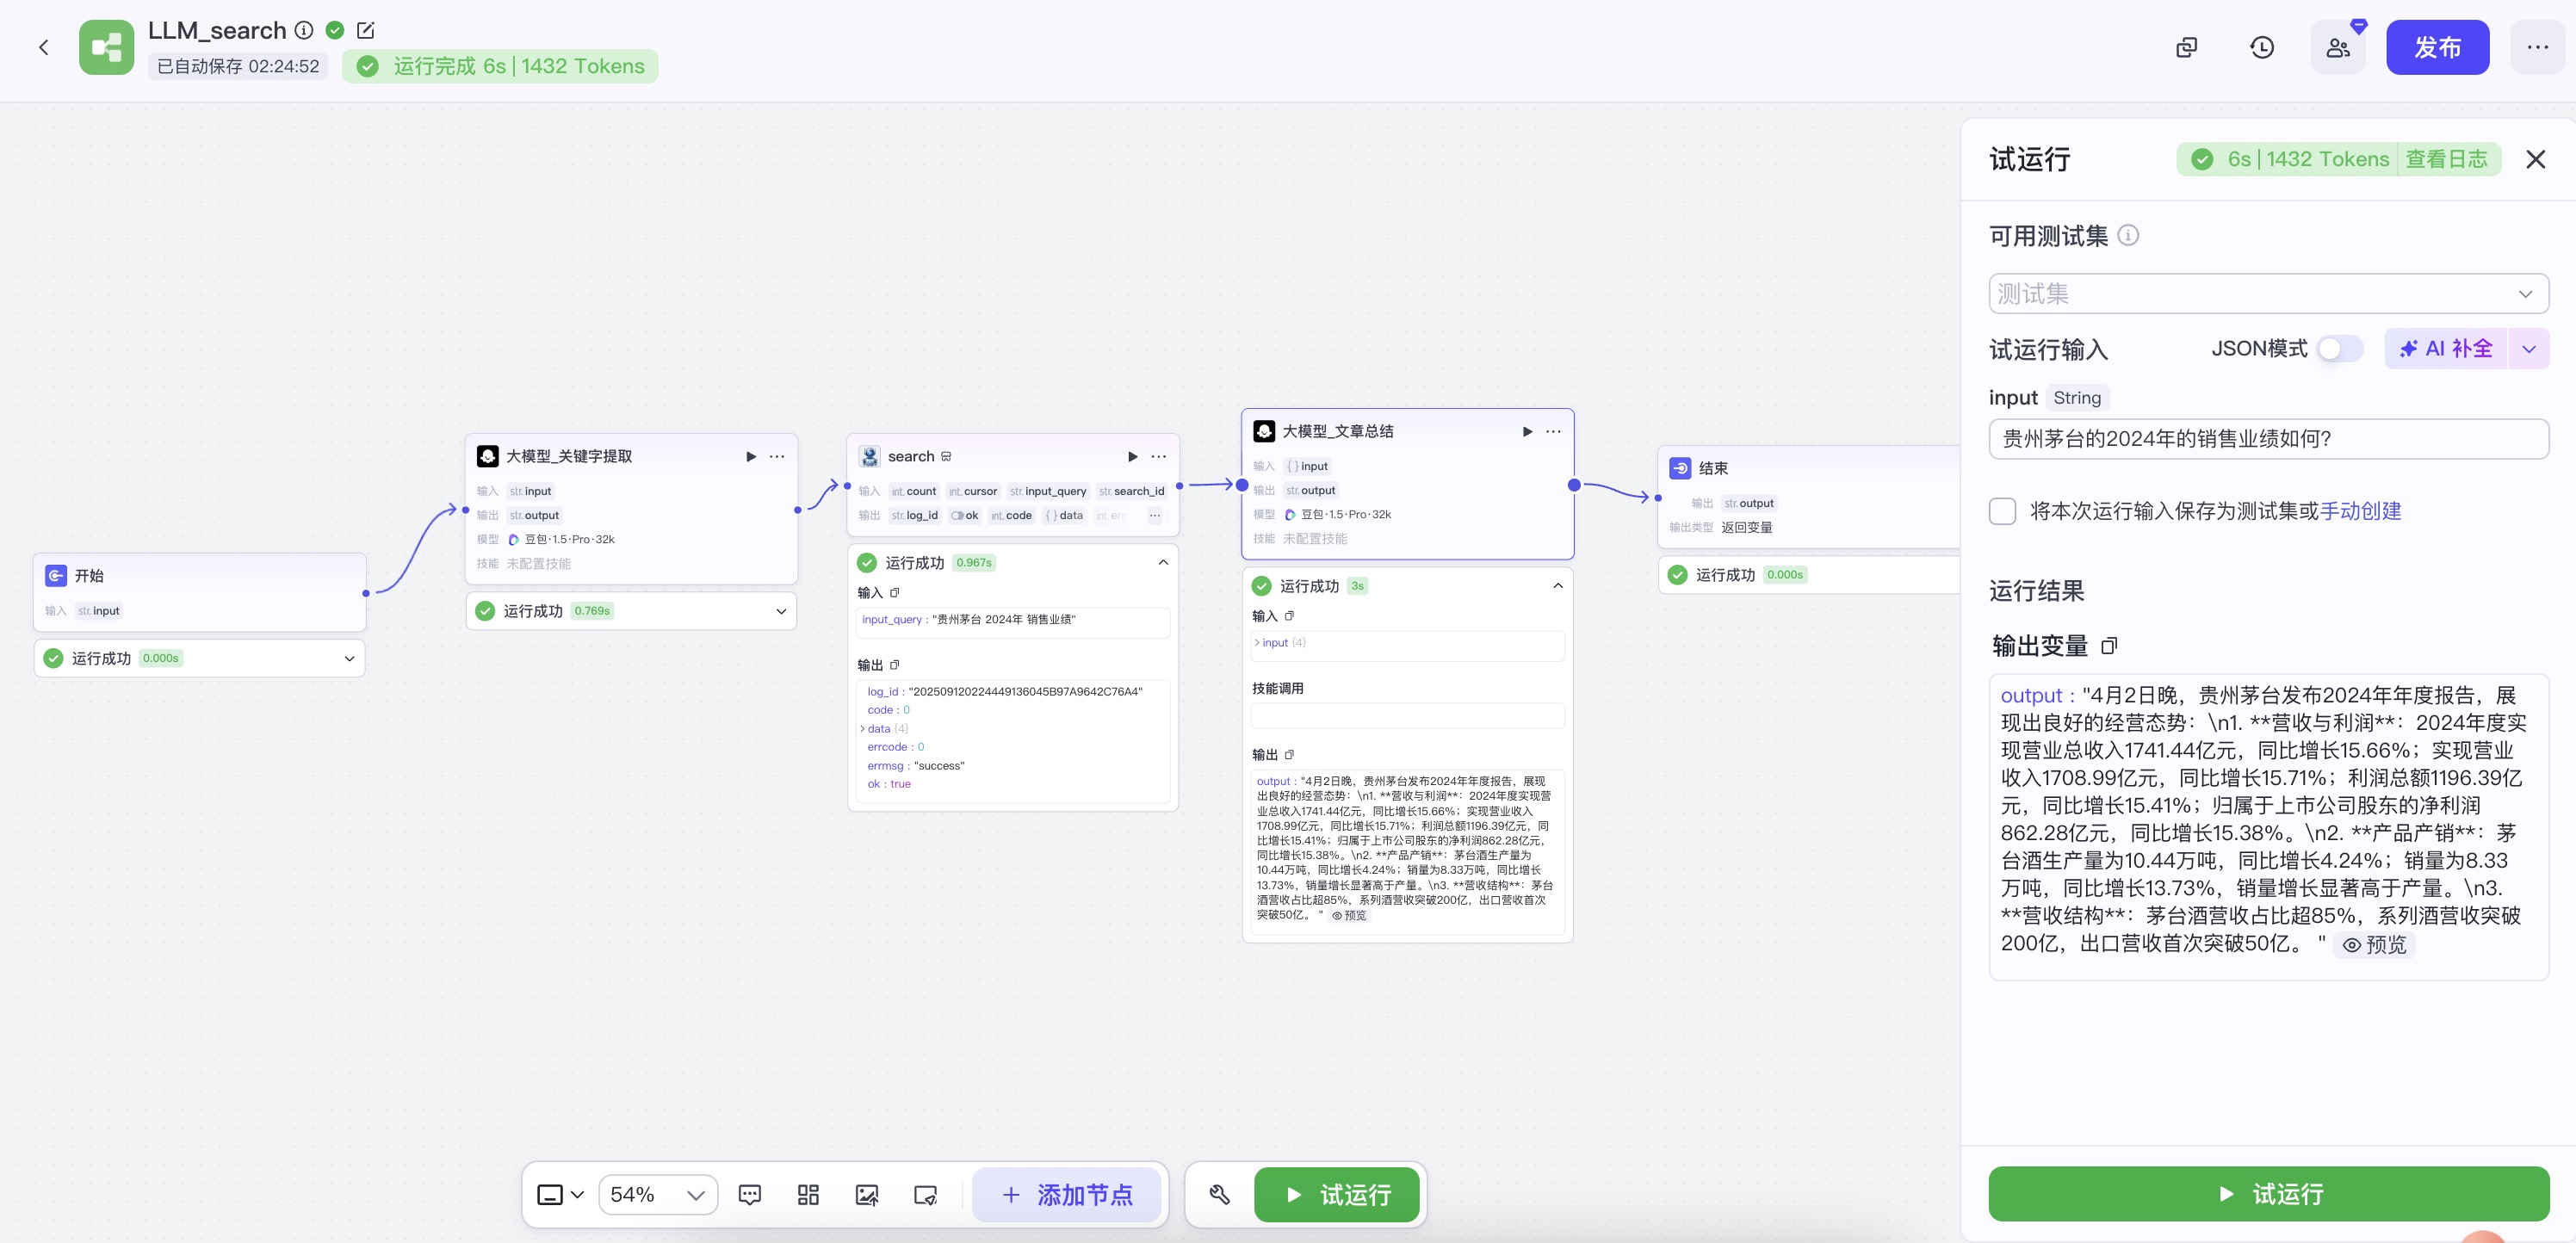 LLM_search
已自动保存 02:24:52
运行完成 6s | 1432 Tokens
发布
开始
输入 str. input
运行成功 0.000s
大模型_关键字提取
输入 str. input
输出 str. output
模型 豆包·1.5·Pro·32k
技能 未配置技能
运行成功 0.769s
search
输入 int. count int. cursor str. input_query str. search_id
输出 str. log_id ok int. code { } data int. err
运行成功 0.967s
输入
input_query : "贵州茅台 2024年 销售业绩"
输出
log_id : "202509120224449136045B97A9642C76A4"
code : 0
data {4}
errcode : 0
errmsg : "success"
ok : true
大模型_文章总结
输入 { } input
输出 str. output
模型 豆包·1.5·Pro·32k
技能 未配置技能
运行成功 3s
输入
input {4}
技能调用
输出
output : "4月2日晚，贵州茅台发布2024年年度报告，展现
出良好的经营态势：\n1. **营收与利润**：2024年度实现营
业总收入1741.44亿元，同比增长15.66%；实现营业收入
1708.99亿元，同比增长15.71%；利润总额1196.39亿元，同
比增长15.41%；归属于上市公司股东的净利润862.28亿元，
同比增长15.38%。\n2. **产品产销**：茅台酒生产量为
10.44万吨，同比增长4.24%；销量为8.33万吨，同比增长
13.73%，销量增长显著高于产量。\n3. **营收结构**：茅台
酒营收占比超85%，系列酒营收突破200亿，出口营收首次
突破50亿。 " 预览
结束
输出 str. output
输出类型 返回变量
运行成功 0.000s
54%
添加节点
试运行
试运行
6s | 1432 Tokens 查看日志
可用测试集
测试集
试运行输入 JSON模式 AI 补全
input String
贵州茅台的2024年的销售业绩如何?
将本次运行输入保存为测试集或手动创建
运行结果
输出变量
output : "4月2日晚，贵州茅台发布2024年年度报告，展
现出良好的经营态势：\n1. **营收与利润**：2024年度实
现营业总收入1741.44亿元，同比增长15.66%；实现营业
收入1708.99亿元，同比增长15.71%；利润总额1196.39亿
元，同比增长15.41%；归属于上市公司股东的净利润
862.28亿元，同比增长15.38%。\n2. **产品产销**：茅
台酒生产量为10.44万吨，同比增长4.24%；销量为8.33
万吨，同比增长13.73%，销量增长显著高于产量。\n3.
**营收结构**：茅台酒营收占比超85%，系列酒营收突破
200亿，出口营收首次突破50亿。 " 预览
试运行